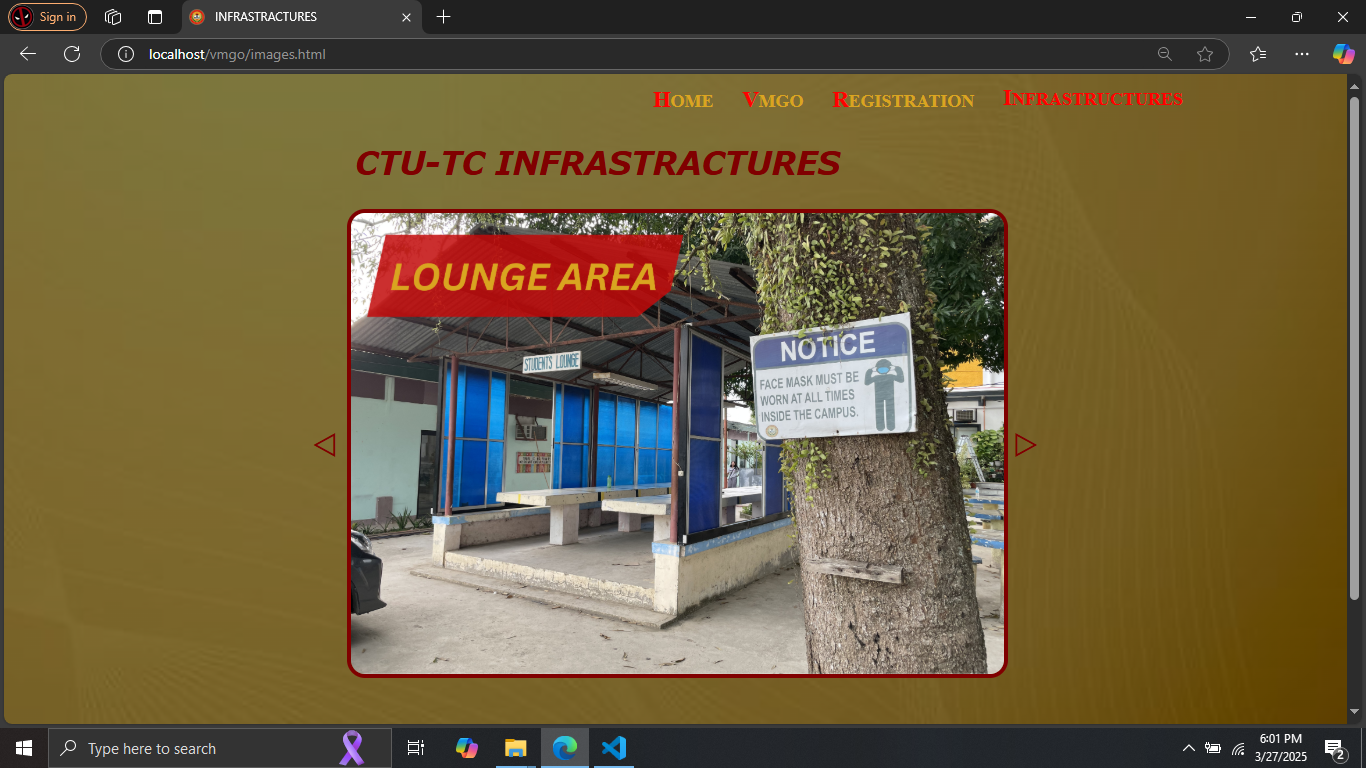 Sign in
INFRASTRACTURES
localhost/vmgo/images.html
HOME VMGO REGISTRATION INFRASTRUCTURES
CTU-TC INFRASTRACTURES
LOUNGE AREA
STUDENTS LOUNGE
NOTICE
FACE MASK MUST BE
WORN AT ALL TIMES
INSIDE THE CAMPUS.
Type here to search
6:01 PM
3/27/2025
2